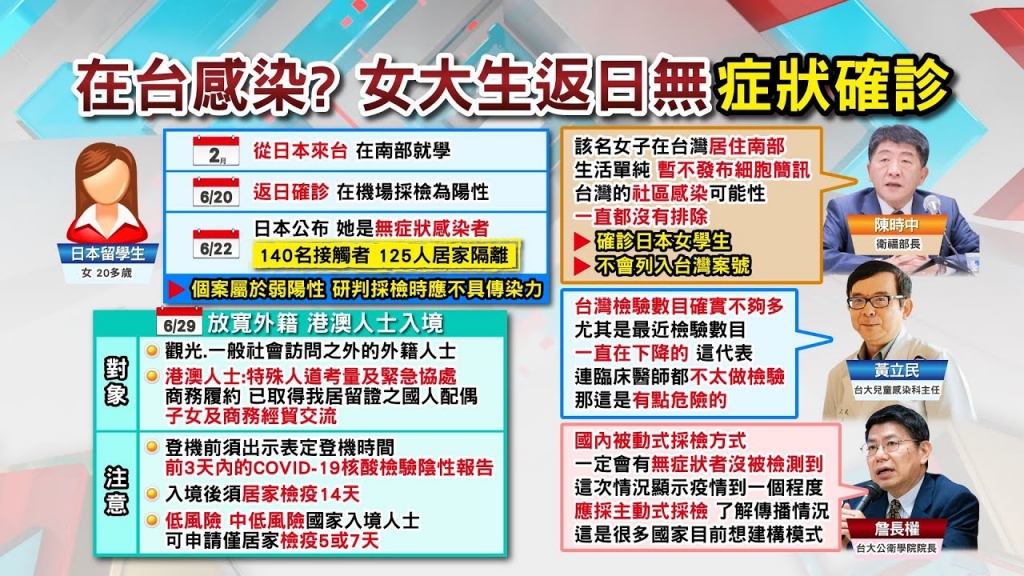 在台感染? 女大生返日無症狀確診
日本留學生
女 20多歲
2月 從日本來台 在南部就學
6/20 返日確診 在機場採檢為陽性
6/22 日本公布 她是無症狀感染者
140名接觸者 125人居家隔離
個案屬於弱陽性 研判採檢時應不具傳染力
6/29 放寬外籍 港澳人士入境
對象
觀光.一般社會訪問之外的外籍人士
港澳人士:特殊人道考量及緊急協處
商務履約 已取得我居留證之國人配偶
子女及商務經貿交流
注意
登機前須出示表定登機時間
前3天內的COVID-19核酸檢驗陰性報告
入境後須居家檢疫14天
低風險 中低風險國家入境人士
可申請僅居家檢疫5或7天
該名女子在台灣居住南部
生活單純 暫不發布細胞簡訊
台灣的社區感染可能性
一直都沒有排除
確診日本女學生
不會列入台灣案號
陳時中
衛福部長
台灣檢驗數目確實不夠多
尤其是最近檢驗數目
一直在下降的 這代表
連臨床醫師都不太做檢驗
那這是有點危險的
黃立民
台大兒童感染科主任
國內被動式採檢方式
一定會有無症狀者沒被檢測到
這次情況顯示疫情到一個程度
應採主動式採檢 了解傳播情況
這是很多國家目前想建構模式
詹長權
台大公衛學院院長